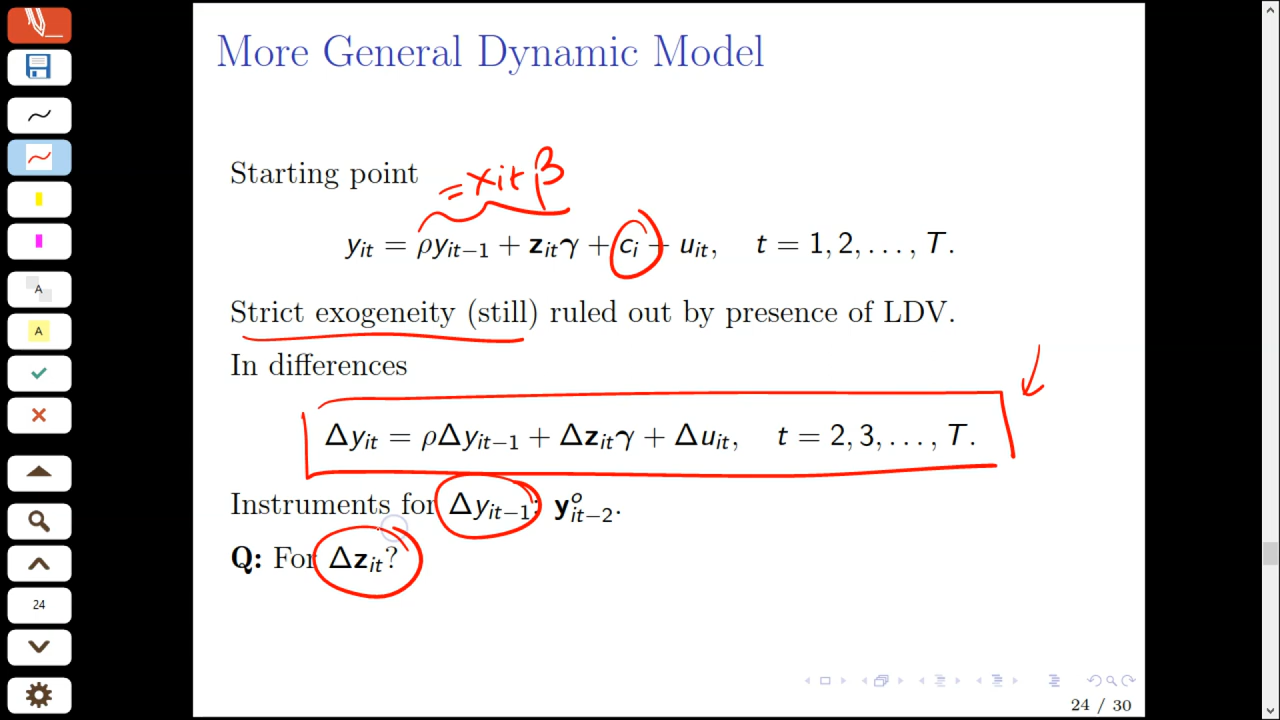 More General Dynamic Model
Starting point
= xit β
yit = ρyit−1 + zitγ + ci + uit, t = 1, 2, . . . , T.
Strict exogeneity (still) ruled out by presence of LDV.
In differences
Δyit = ρΔyit−1 + Δzitγ + Δuit, t = 2, 3, . . . , T.
Instruments for Δyit−1: y^o_it−2.
Q: For Δzit?
A
A
24
24 / 30